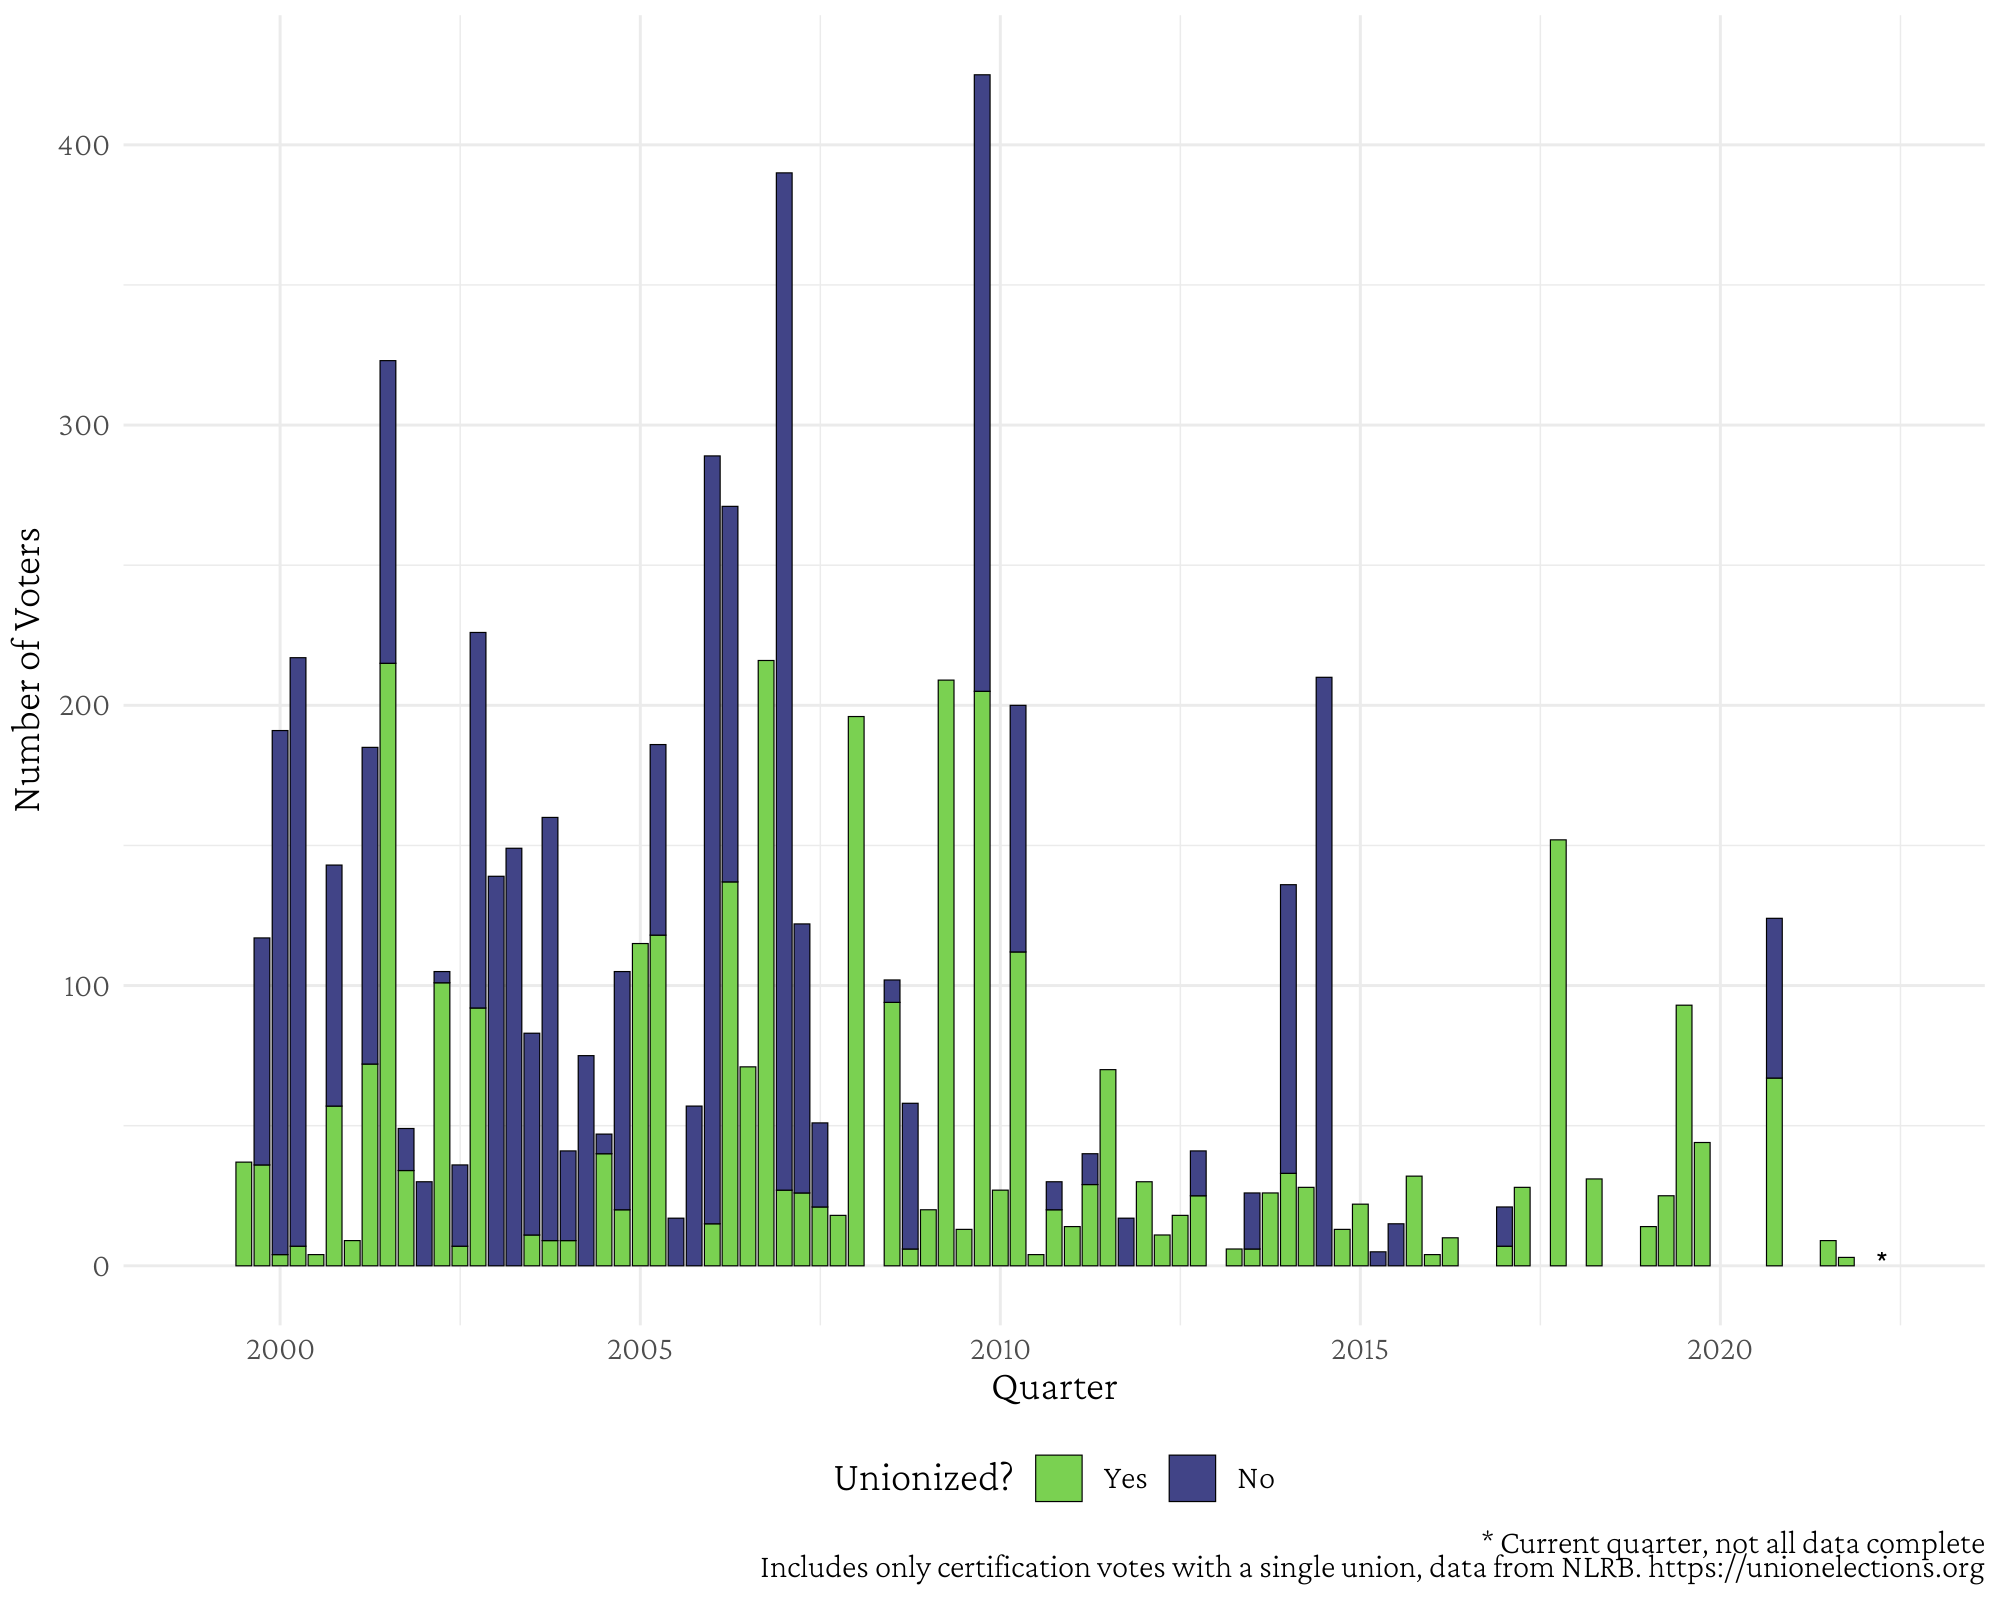 400
300
200
100
0
Number of Voters
*
2000 2005 2010 2015 2020
Quarter
Unionized? Yes No
* Current quarter, not all data complete
Includes only certification votes with a single union, data from NLRB. https://unionelections.org